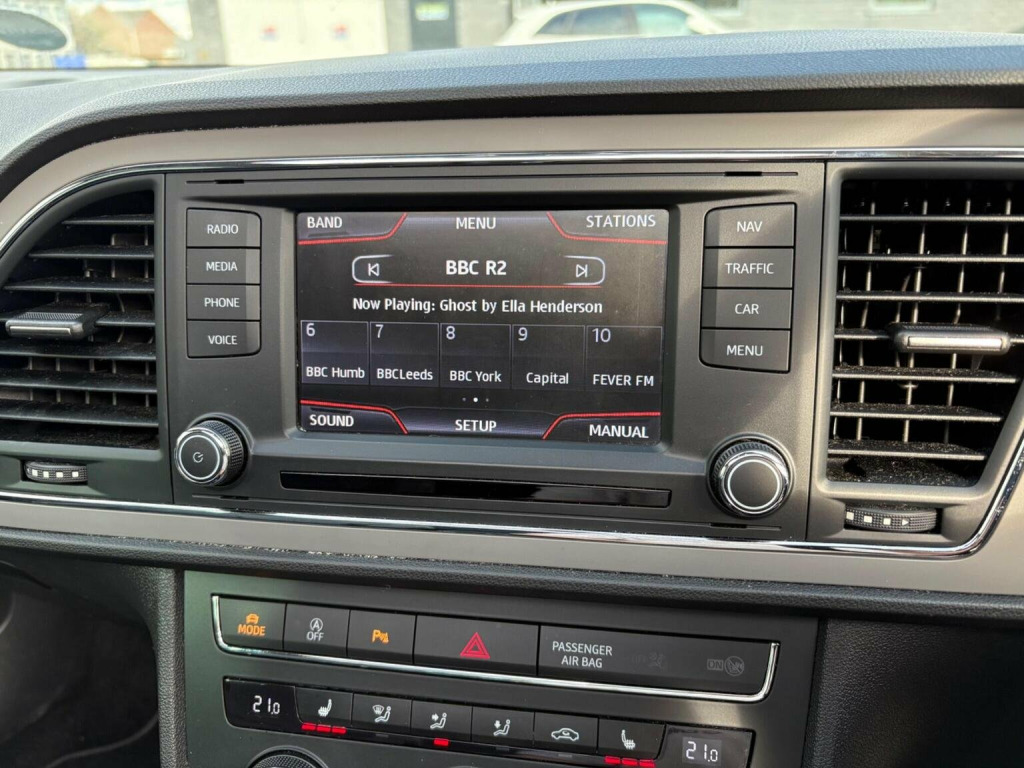 BAND MENU STATIONS
RADIO
NAV
BBC R2
MEDIA
TRAFFIC
Now Playing: Ghost by Ella Henderson
PHONE
CAR
6 7 8 9 10
VOICE
MENU
BBC Humb BBCLeeds BBC York Capital FEVER FM
SOUND SETUP MANUAL
MODE
A
OFF
P
PASSENGER
AIR BAG
ON
21.0
21.0